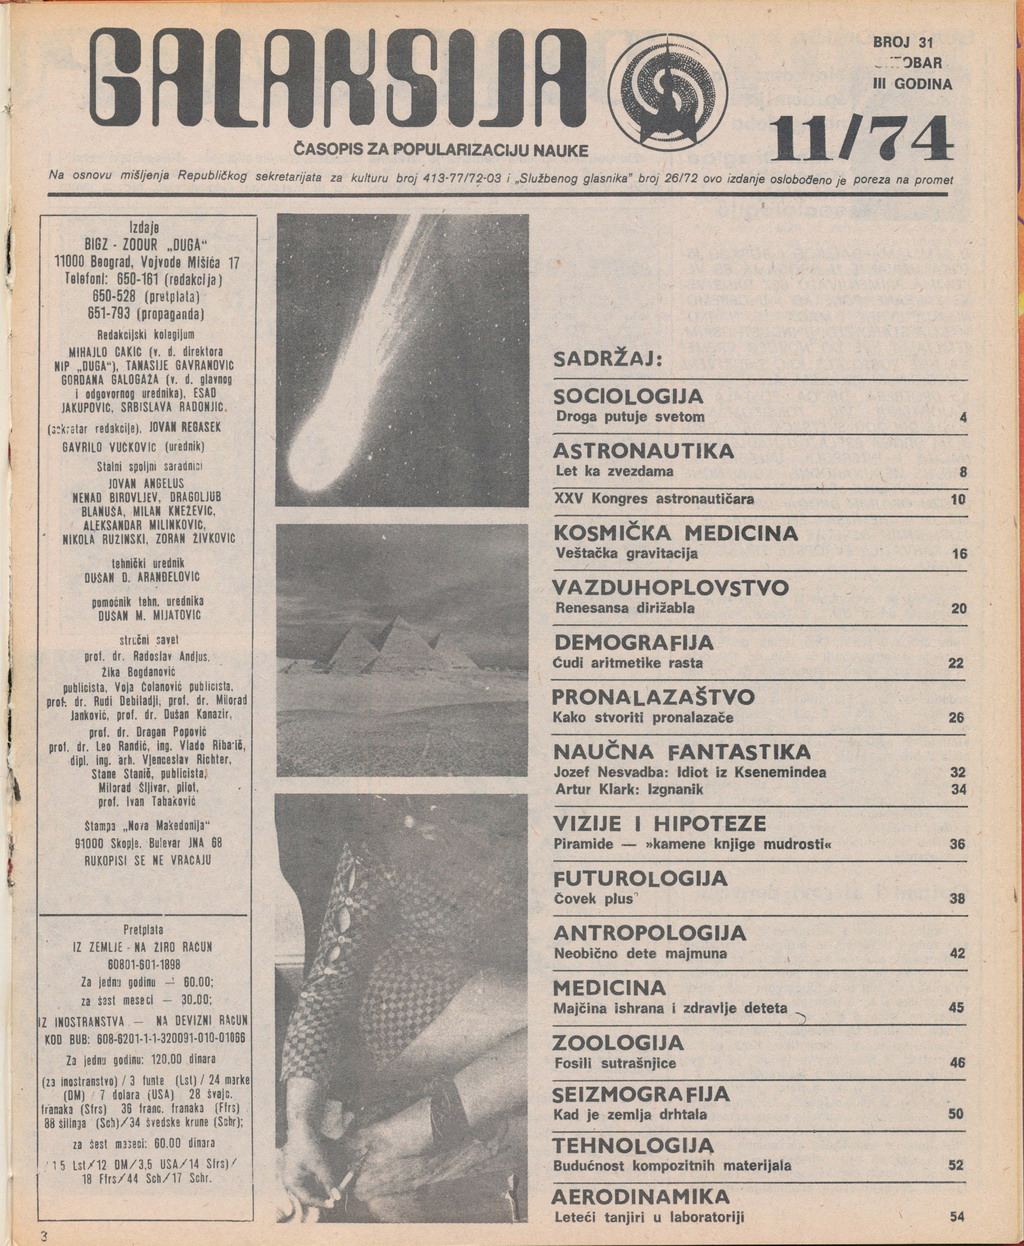 GALAKSIJA
ČASOPIS ZA POPULARIZACIJU NAUKE
BROJ 31
III GODINA
11/74
Na osnovu mišljenja Republičkog sekretarijata za kulturu broj 413-77/72-03 i „Službenog glasnika" broj 26/72 ovo izdanje oslobođeno je poreza na promet
Izdaje
BIGZ - ZOOUR „DUGA“
11000 Beograd, Vojvode Mišića 17
Telefoni: 650-161 (redakcija)
650-528 (pretplata)
651-793 (propaganda)
Redakcijski kolegijum
MIHAJLO CAKIC (v. d. direktora
NIP „DUGA“), TANASIJE GAVRANOVIC
GORDANA GALOGAŽA (v. d. glavnog
i odgovornog urednika), ESAD
JAKUPOVIC, SRBISLAVA RADONJIC,
(sekretar redakcije), JOVAN REGASEK
GAVRILO VUCKOVIC (urednik)
Stalni spoljni saradnici
JOVAN ANGELUS
NENAD BIROVLJEV, DRAGOLJUB
BLANUŠA, MILAN KNEŽEVIC,
ALEKSANDAR MILINKOVIC,
NIKOLA RUŽINSKI, ZORAN ŽIVKOVIC
tehnički urednik
DUŠAN D. ARANĐELOVIC
pomoćnik tehn. urednika
DUŠAN M. MIJATOVIC
stručni savet
prof. dr. Radoslav Andjus,
Žika Bogdanović
publicista, Voja Čolanović publicista,
prof. dr. Rudi Debiladji, prof. dr. Milorad
Janković, prof. dr. Dušan Kanazir,
prof. dr. Dragan Popović
prof. dr. Leo Randić, ing. Vlado Ribarić,
dipl. ing. arh. Vjenceslav Richter,
Stane Stanič, publicista,
Milorad Šljivar, pilot,
prof. Ivan Tabaković
Štampa „Nova Makedonija“
91000 Skopje, Bulevar JNA 68
RUKOPISI SE NE VRACAJU
Pretplata
IZ ZEMLJE - NA ŽIRO RACUN
60801-601-1898
Za jednu godinu — 60.00;
za šest meseci — 30.00;
IZ INOSTRANSTVA — NA DEVIZNI RACUN
KOD BUB: 608-6201-1-1-320091-010-01066
Za jednu godinu: 120,00 dinara
(za inostranstvo) / 3 funte (Lst) / 24 marke
(DM) / 7 dolara (USA) 28 švajc.
franaka (Sfrs) 36 franc. franaka (Ffrs)
88 šilinga (Sch)/34 švedske krune (Schr);
za šest meseci: 60.00 dinara
1 5 Lst/12 DM/3,5 USA/14 Sfrs)/
18 Ffrs/44 Sch/17 Schr.
SADRŽAJ:
SOCIOLOGIJA
Droga putuje svetom 4
ASTRONAUTIKA
Let ka zvezdama 8
XXV Kongres astronautičara 10
KOSMIČKA MEDICINA
Veštačka gravitacija 16
VAZDUHOPLOVSTVO
Renesansa dirižabla 20
DEMOGRAFIJA
Ćudi aritmetike rasta 22
PRONALAZAŠTVO
Kako stvoriti pronalazače 26
NAUČNA FANTASTIKA
Jozef Nesvadba: Idiot iz Ksenemindea 32
Artur Klark: Izgnanik 34
VIZIJE I HIPOTEZE
Piramide — »kamene knjige mudrosti« 36
FUTUROLOGIJA
Čovek plus 38
ANTROPOLOGIJA
Neobično dete majmuna 42
MEDICINA
Majčina ishrana i zdravlje deteta 45
ZOOLOGIJA
Fosili sutrašnjice 46
SEIZMOGRAFIJA
Kad je zemlja drhtala 50
TEHNOLOGIJA
Budućnost kompozitnih materijala 52
AERODINAMIKA
Leteći tanjiri u laboratoriji 54
3